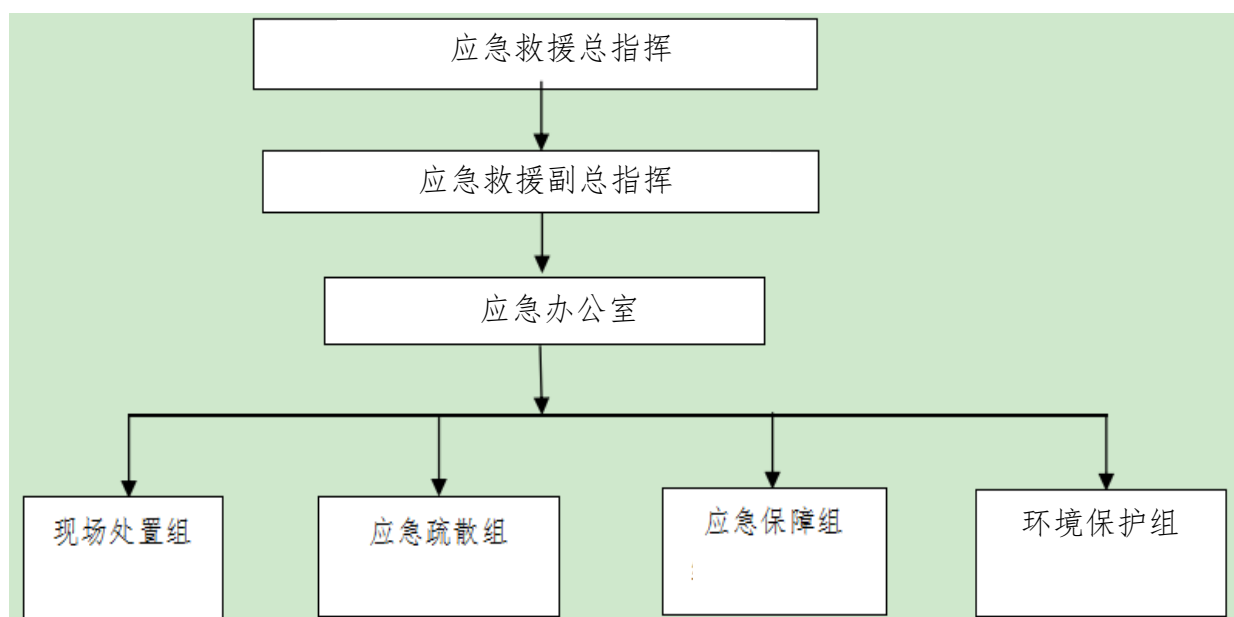 应急救援总指挥
应急救援副总指挥
应急办公室
现场处置组
应急疏散组
应急保障组
环境保护组